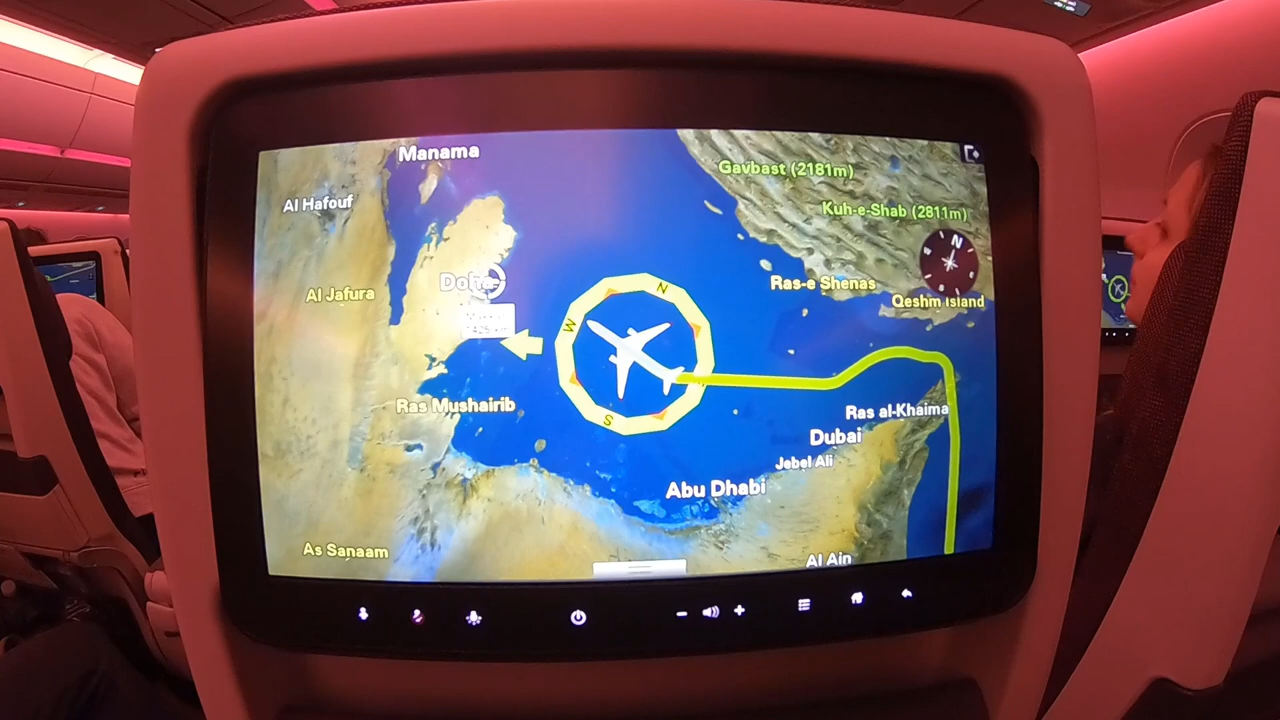 Manama
Gavbast (2181m)
Al Hafouf
Kuh-e-Shab (2811m)
N
Doha
Ras-e Shenas
Al Jafura
Qeshm Island
N
W
Ras Mushairib
S
Ras al-Khaima
Dubai
Jebel Ali
Abu Dhabi
As Sanaam
Al Ain